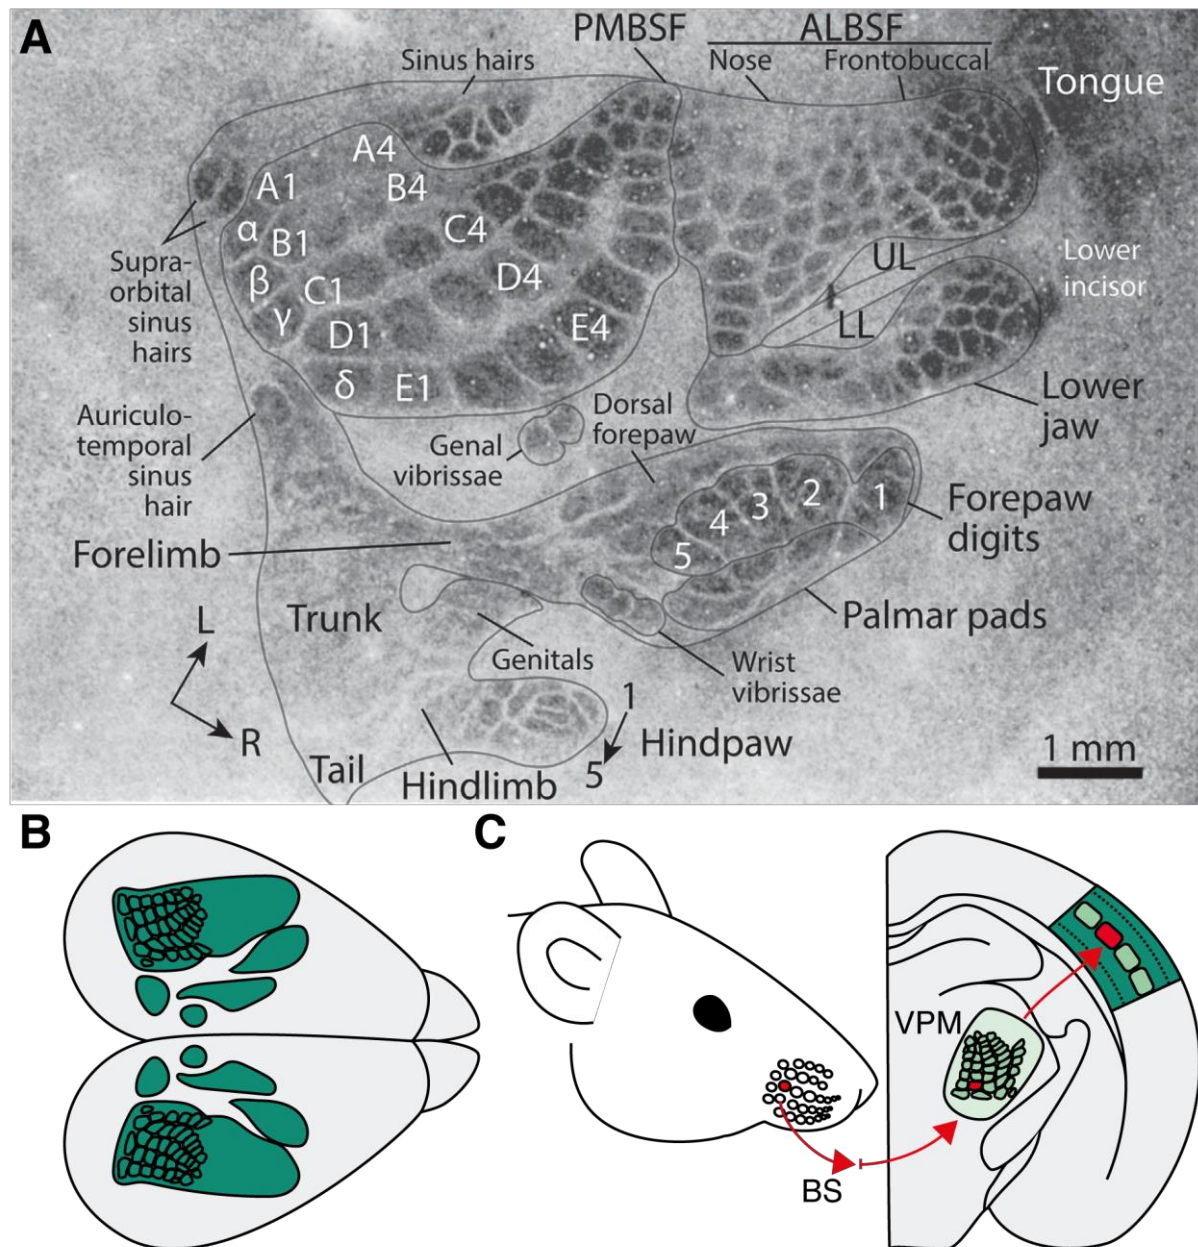 A
PMBSF
ALBSF
Sinus hairs
Nose
Frontobuccal
Tongue
A4
A1
B4
α
B1
C4
UL
Lower
incisor
Supra-
orbital
sinus
hairs
β
C1
D4
γ
D1
E4
LL
δ
E1
Lower
jaw
Auriculo-
temporal
sinus
hair
Genal
vibrissae
Dorsal
forepaw
1
2
3
4
5
Forepaw
digits
Forelimb
Trunk
Palmar pads
L
Genitals
Wrist
vibrissae
R
1
Hindpaw
5
1 mm
Tail
Hindlimb
B
C
VPM
BS